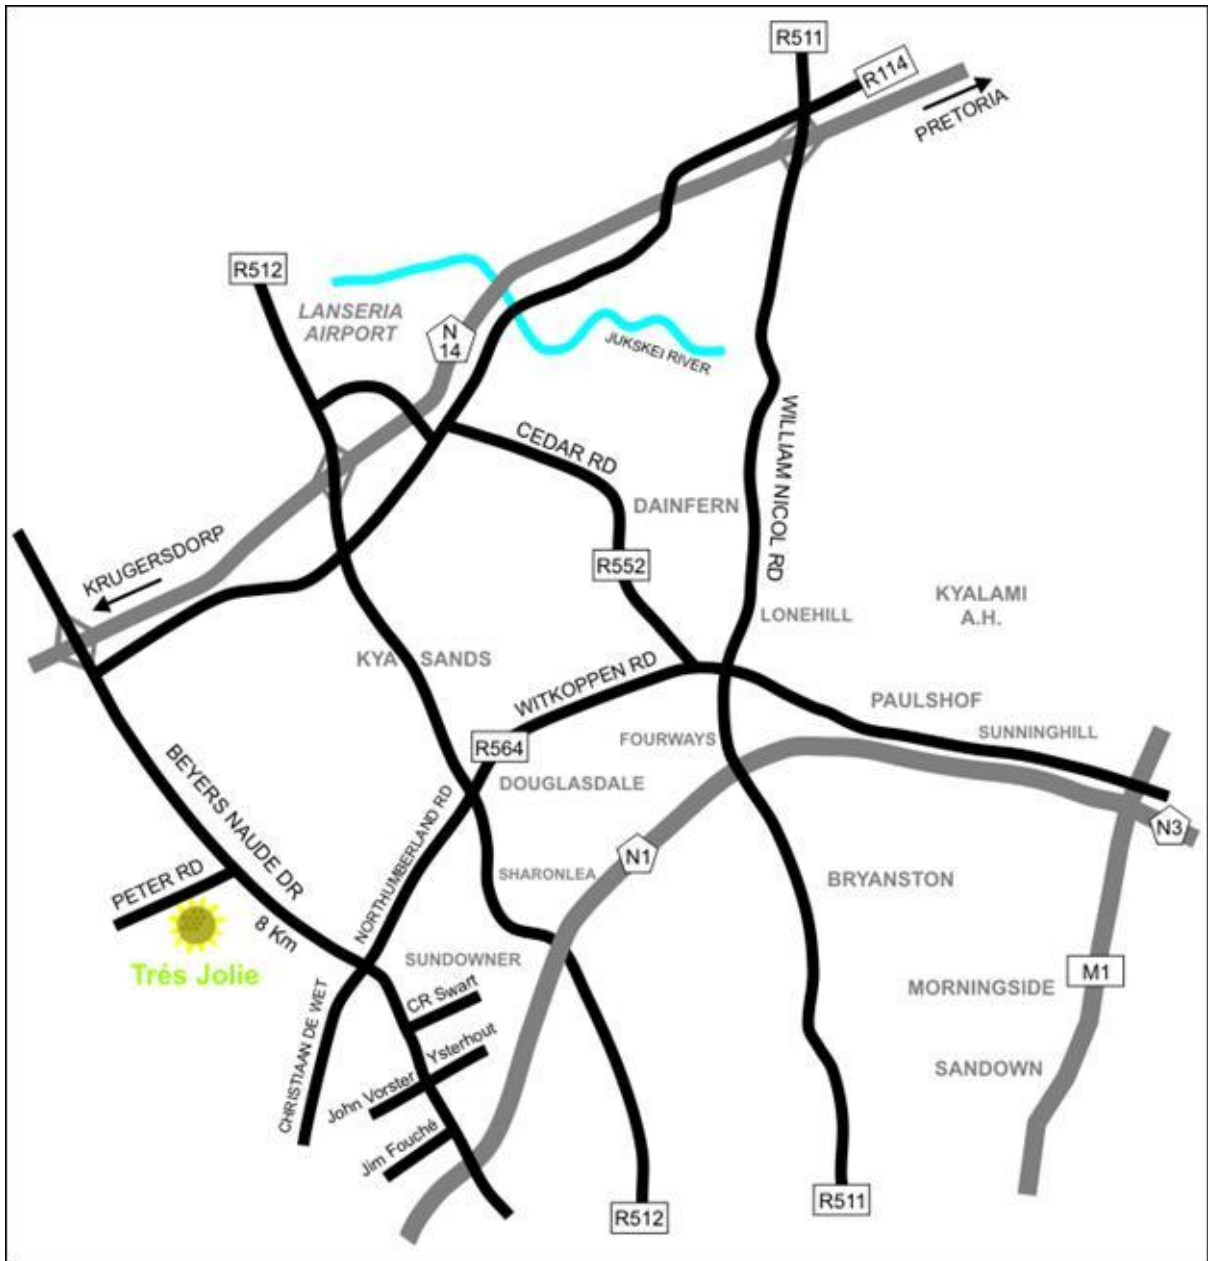 R511
R114
PRETORIA
R512
LANSERIA
AIRPORT
N
14
JUKSKEI RIVER
WILLIAM NICOL RD
CEDAR RD
DAINFERN
KRUGERSDORP
R552
KYALAMI
A.H.
LONEHILL
KYA SANDS
WITKOPPEN RD
PAULSHOF
SUNNINGHILL
FOURWAYS
R564
DOUGLASDALE
BEYERS NAUDE DR
8 Km
NORTHUMBERLAND RD
N3
N1
PETER RD
SHARONLEA
BRYANSTON
Trés Jolie
SUNDOWNER
M1
MORNINGSIDE
CR Swart
CHRISTIAAN DE WET
Ysterhout
SANDOWN
John Vorster
Jim Fouché
R511
R512